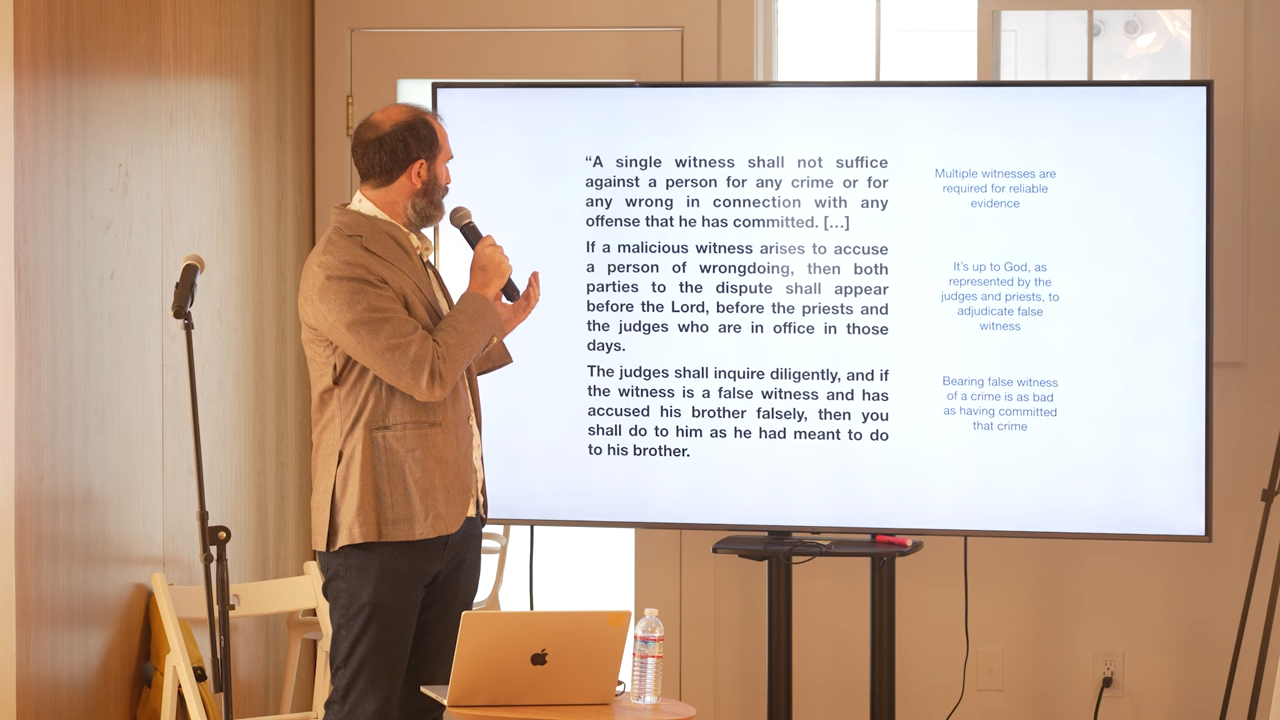 “A single witness shall not suffice
against a person for any crime or for
any wrong in connection with any
offense that he has committed. […]
If a malicious witness arises to accuse
a person of wrongdoing, then both
parties to the dispute shall appear
before the Lord, before the priests and
the judges who are in office in those
days.
The judges shall inquire diligently, and if
the witness is a false witness and has
accused his brother falsely, then you
shall do to him as he had meant to do
to his brother.
Multiple witnesses are
required for reliable
evidence
It’s up to God, as
represented by the
judges and priests, to
adjudicate false
witness
Bearing false witness
of a crime is as bad
as having committed
that crime